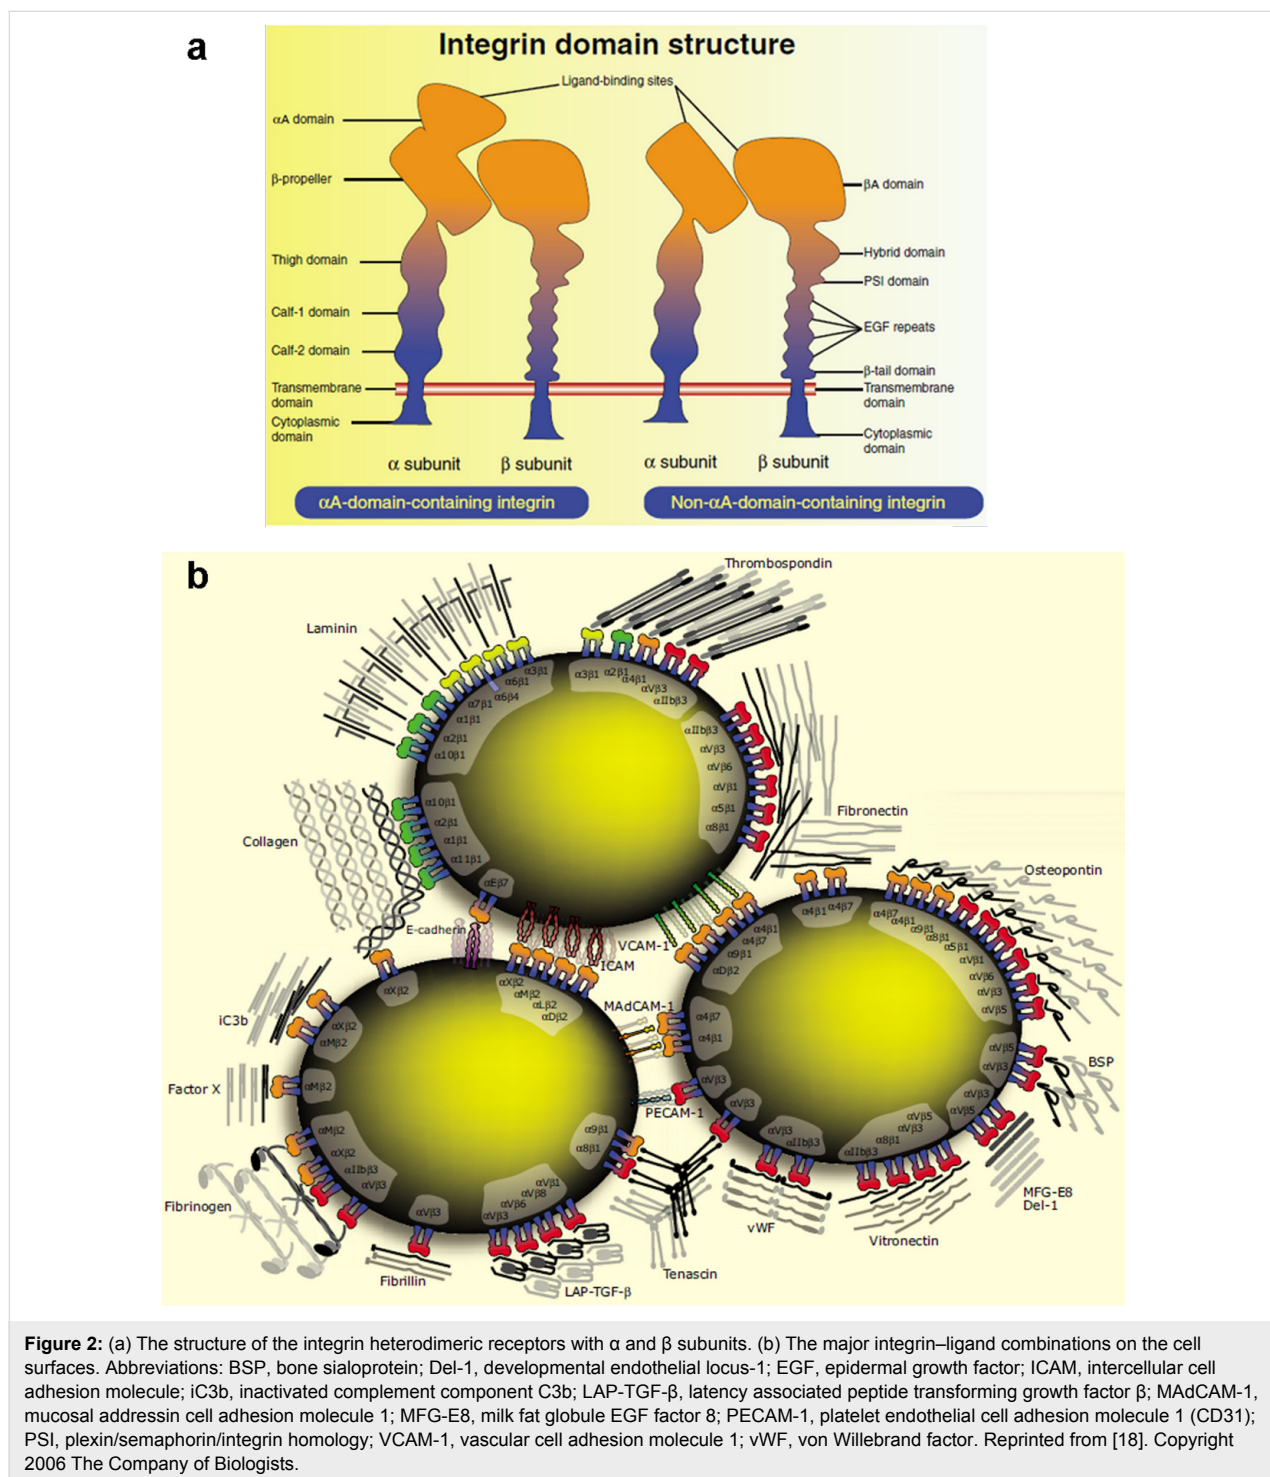 a
Integrin domain structure
Ligand-binding sites
αA domain
β-propeller
Thigh domain
Calf-1 domain
Calf-2 domain
Transmembrane
domain
Cytoplasmic
domain
βA domain
Hybrid domain
PSI domain
EGF repeats
β-tail domain
Transmembrane
domain
Cytoplasmic
domain
α subunit
β subunit
α subunit
β subunit
αA-domain-containing integrin
Non-αA-domain-containing integrin
b
Thrombospondin
Laminin
α3β1
α6β1
α6β4
α7β1
α1β1
α2β1
α10β1
α3β1
α2β1
α4β1
αVβ3
αIIbβ3
αIIbβ3
αVβ3
αVβ6
αVβ1
α5β1
α8β1
Fibronectin
Collagen
α10β1
α2β1
α1β1
α11β1
αEβ7
E-cadherin
VCAM-1
ICAM
MAdCAM-1
PECAM-1
Osteopontin
α4β1
α4β7
α4β7
α4β1
α9β1
α8β1
α5β1
αVβ1
αVβ6
αVβ3
αVβ5
α4β1
α4β7
α9β1
αDβ2
α4β7
α4β1
αVβ3
αVβ3
αVβ3
αIIbβ3
αVβ5
αVβ3
α8β1
αIIbβ3
αVβ3
αVβ5
αVβ5
αVβ3
BSP
MFG-E8
Del-1
Vitronectin
vWF
Tenascin
αXβ2
αXβ2
αMβ2
αLβ2
αDβ2
iC3b
αXβ2
αMβ2
Factor X
αMβ2
Fibrinogen
αMβ2
αXβ2
αIIbβ3
αVβ3
αVβ3
Fibrillin
αVβ1
αVβ8
αVβ6
αVβ3
LAP-TGF-β
α9β1
α8β1
Figure 2: (a) The structure of the integrin heterodimeric receptors with α and β subunits. (b) The major integrin–ligand combinations on the cell
surfaces. Abbreviations: BSP, bone sialoprotein; Del-1, developmental endothelial locus-1; EGF, epidermal growth factor; ICAM, intercellular cell
adhesion molecule; iC3b, inactivated complement component C3b; LAP-TGF-β, latency associated peptide transforming growth factor β; MAdCAM-1,
mucosal addressin cell adhesion molecule 1; MFG-E8, milk fat globule EGF factor 8; PECAM-1, platelet endothelial cell adhesion molecule 1 (CD31);
PSI, plexin/semaphorin/integrin homology; VCAM-1, vascular cell adhesion molecule 1; vWF, von Willebrand factor. Reprinted from [18]. Copyright
2006 The Company of Biologists.